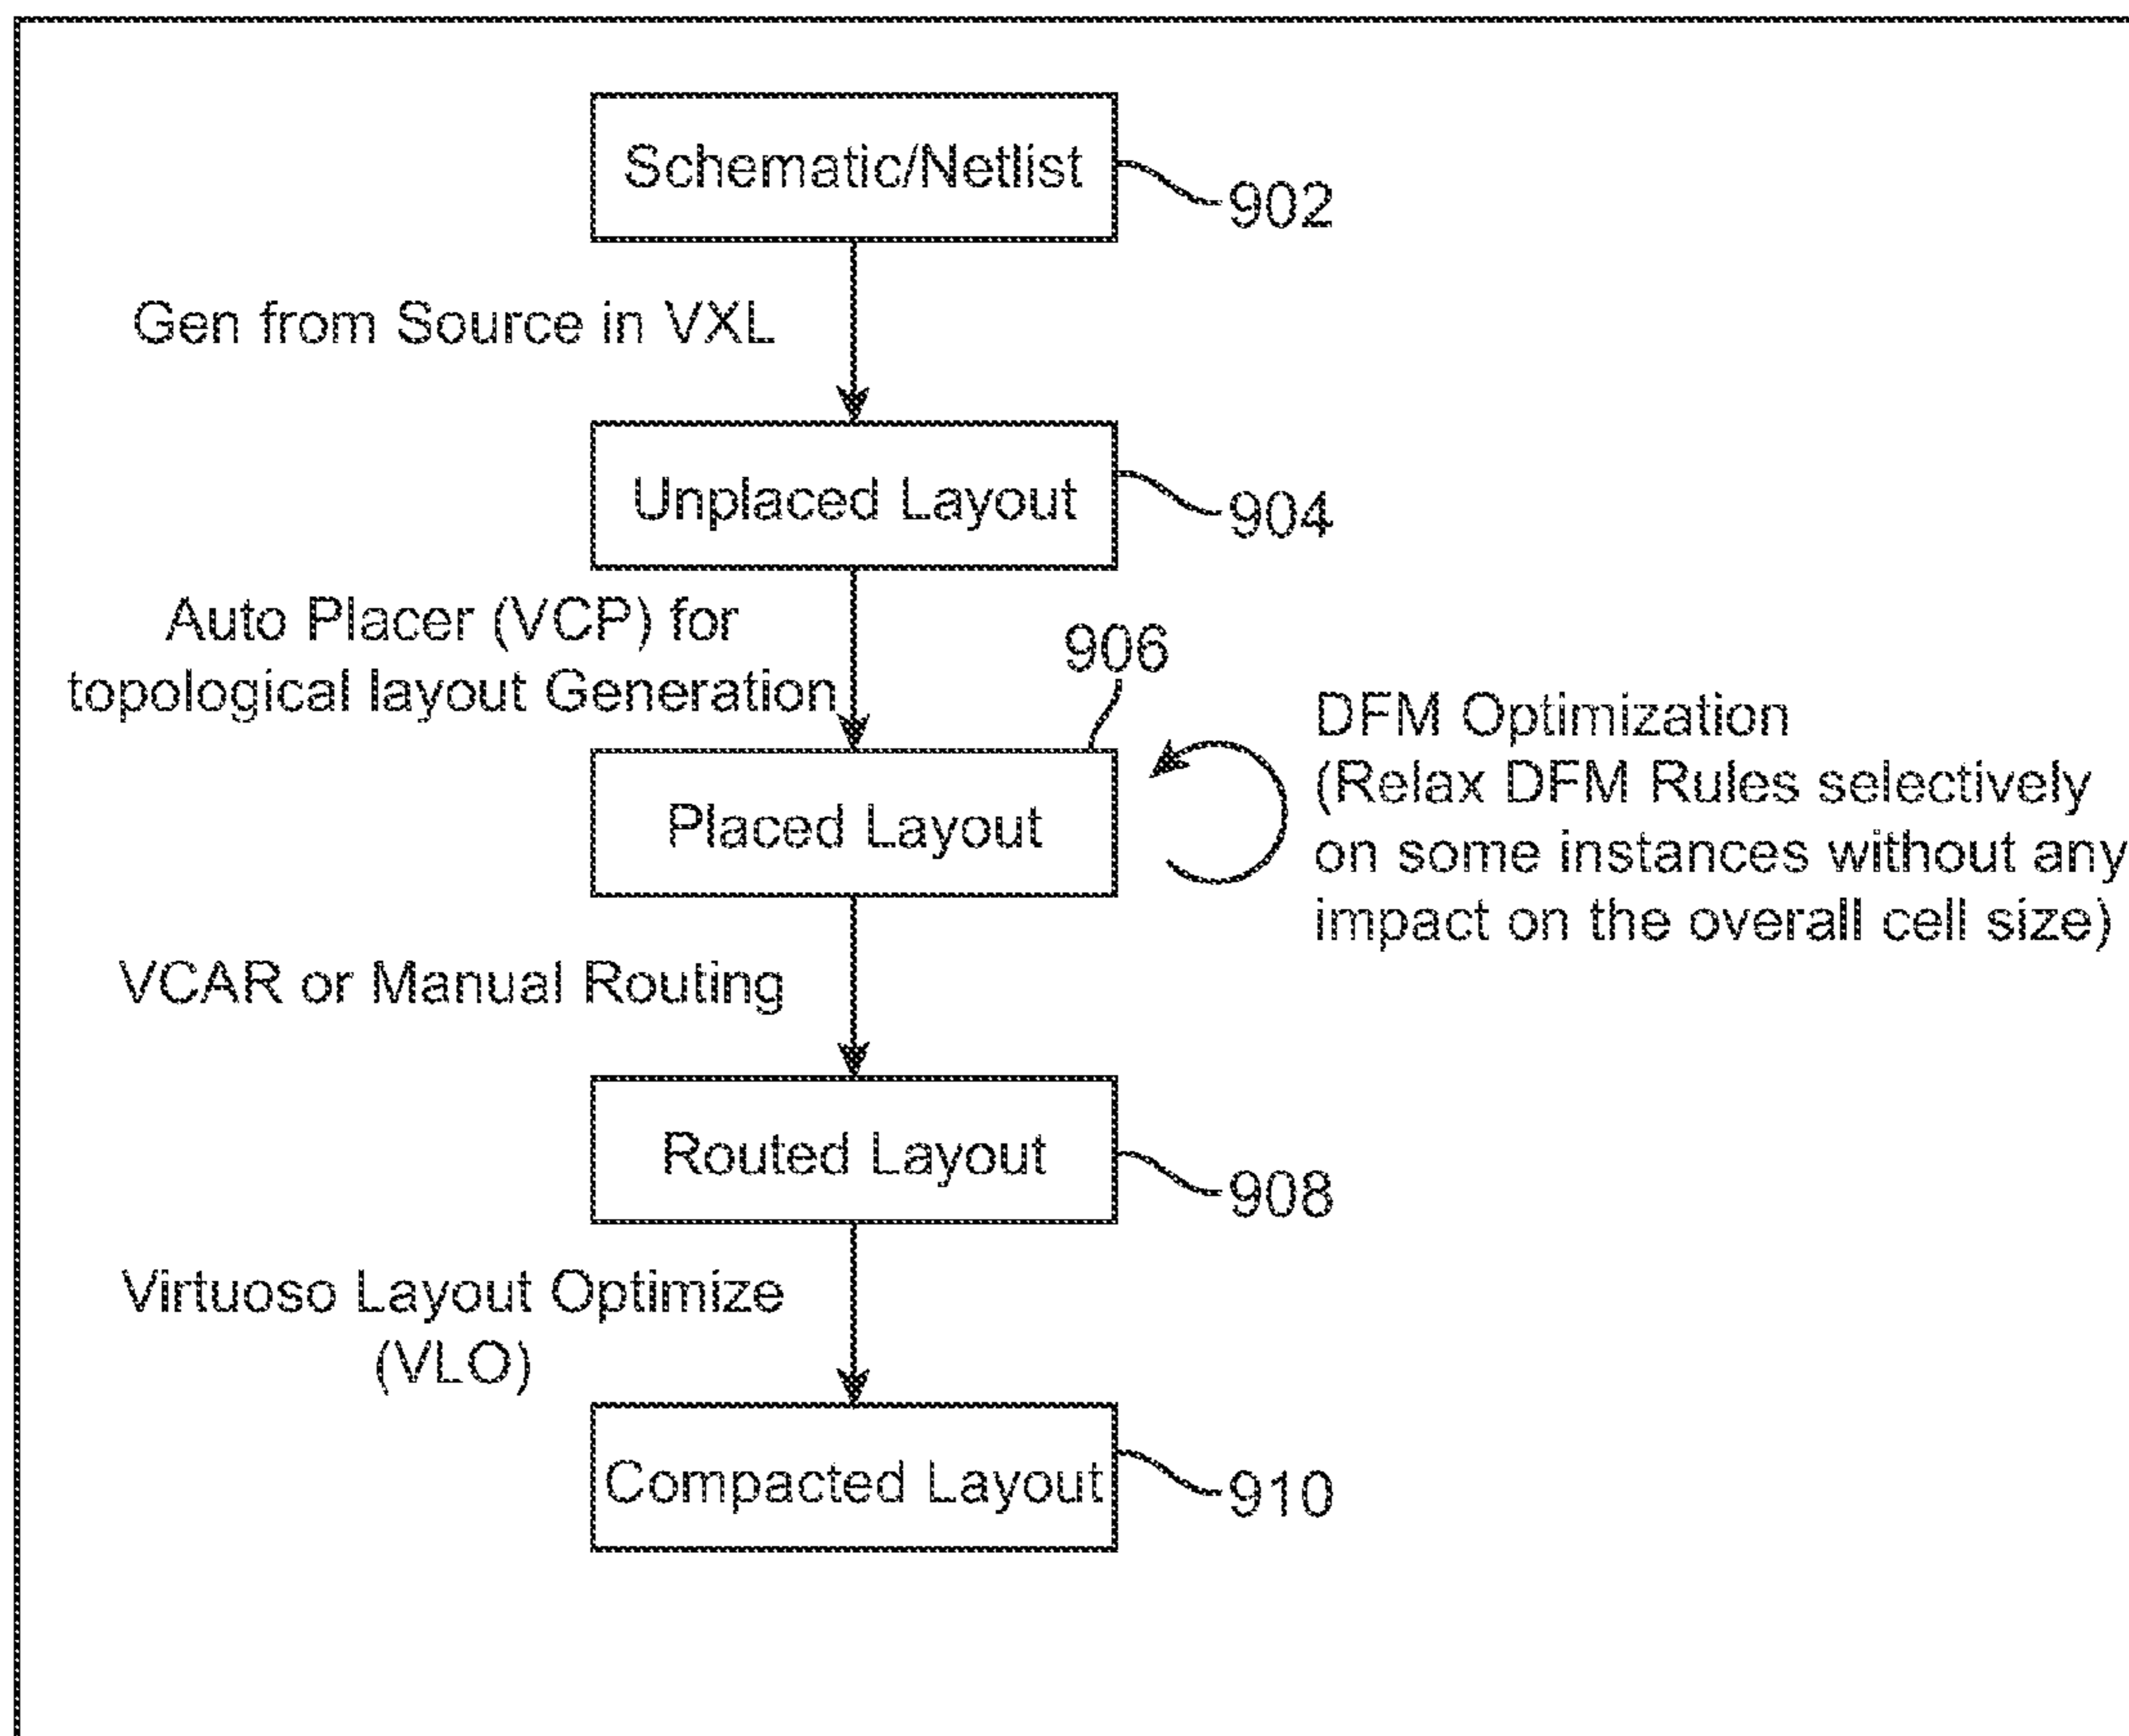 Schematic/Netlist
902
Gen from Source in VXL
Unplaced Layout
904
Auto Placer (VCP) for
topological layout Generation
906
Placed Layout
DFM Optimization
(Relax DFM Rules selectively
on some instances without any
impact on the overall cell size)
VCAR or Manual Routing
Routed Layout
908
Virtuoso Layout Optimize
(VLO)
Compacted Layout
910